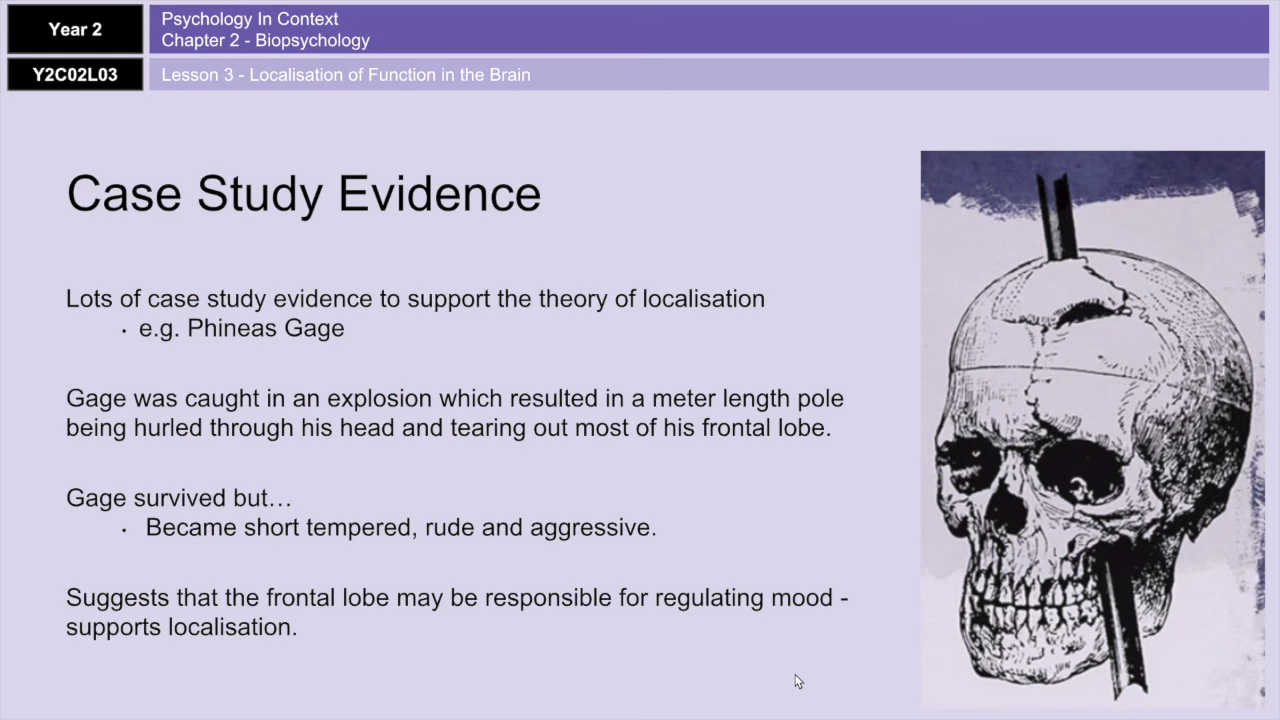 Year 2
Psychology In Context
Chapter 2 - Biopsychology
Y2C02L03
Lesson 3 - Localisation of Function in the Brain
Case Study Evidence
Lots of case study evidence to support the theory of localisation
· e.g. Phineas Gage
Gage was caught in an explosion which resulted in a meter length pole
being hurled through his head and tearing out most of his frontal lobe.
Gage survived but…
· Became short tempered, rude and aggressive.
Suggests that the frontal lobe may be responsible for regulating mood -
supports localisation.